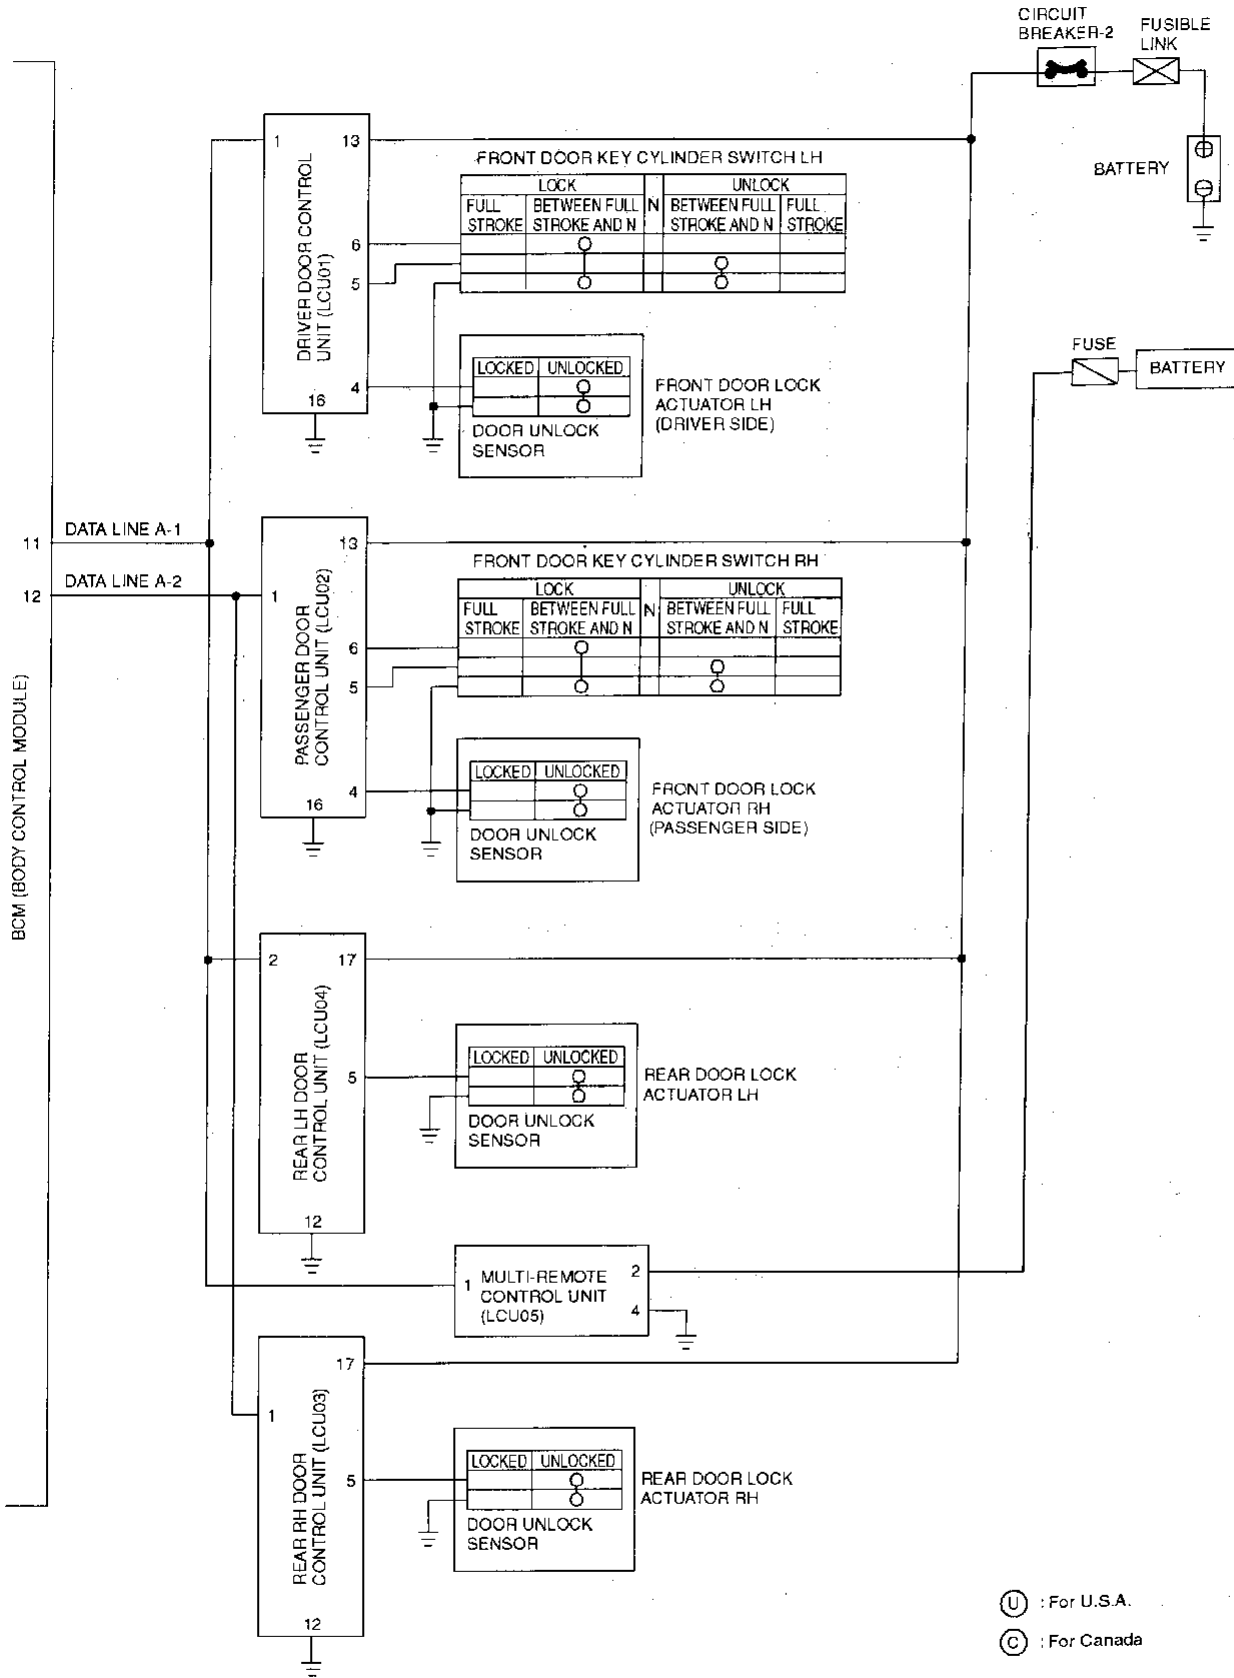 CIRCUIT
BREAKER-2
FUSIBLE
LINK
BATTERY
1
13
DRIVER DOOR CONTROL
UNIT (LCU01)
6
5
4
16
FRONT DOOR KEY CYLINDER SWITCH LH
LOCK
N
UNLOCK
FULL
STROKE
BETWEEN FULL
STROKE AND N
BETWEEN FULL
STROKE AND N
FULL
STROKE
LOCKED
UNLOCKED
DOOR UNLOCK
SENSOR
FRONT DOOR LOCK
ACTUATOR LH
(DRIVER SIDE)
FUSE
BATTERY
BCM (BODY CONTROL MODULE)
11
DATA LINE A-1
12
DATA LINE A-2
1
13
PASSENGER DOOR
CONTROL UNIT (LCU02)
6
5
4
16
FRONT DOOR KEY CYLINDER SWITCH RH
LOCK
N
UNLOCK
FULL
STROKE
BETWEEN FULL
STROKE AND N
BETWEEN FULL
STROKE AND N
FULL
STROKE
LOCKED
UNLOCKED
DOOR UNLOCK
SENSOR
FRONT DOOR LOCK
ACTUATOR RH
(PASSENGER SIDE)
2
17
REAR LH DOOR
CONTROL UNIT (LCU04)
5
12
LOCKED
UNLOCKED
DOOR UNLOCK
SENSOR
REAR DOOR LOCK
ACTUATOR LH
1
MULTI-REMOTE
CONTROL UNIT
(LCU05)
2
4
17
1
REAR RH DOOR
CONTROL UNIT (LCU03)
5
12
LOCKED
UNLOCKED
DOOR UNLOCK
SENSOR
REAR DOOR LOCK
ACTUATOR RH
U : For U.S.A.
C : For Canada